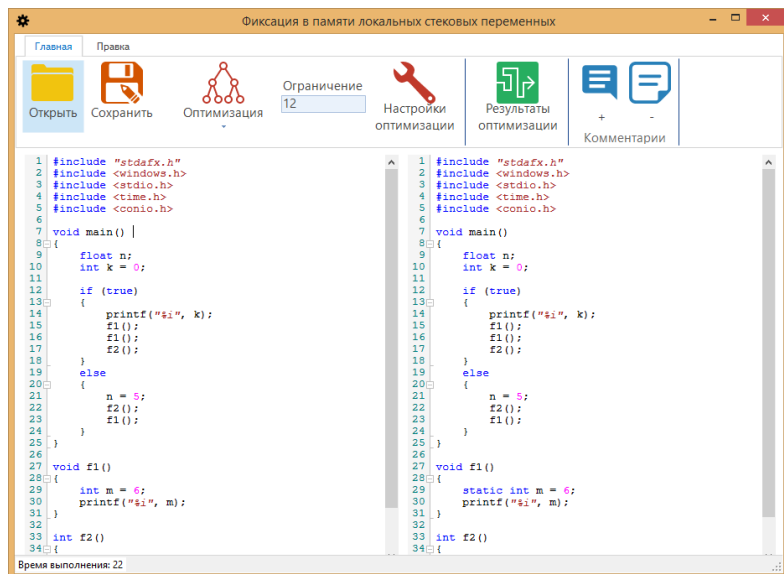 Фиксация в памяти локальных стековых переменных
Главная Правка
Открыть
Сохранить
Оптимизация
Ограничение
12
Настройки
оптимизации
Результаты
оптимизации
+ -
Комментарии
1 #include "stdafx.h"
2 #include <windows.h>
3 #include <stdio.h>
4 #include <time.h>
5 #include <conio.h>
6
7 void main()
8 {
9 float n;
10 int k = 0;
11
12 if (true)
13 {
14 printf("%i", k);
15 f1();
16 f1();
17 f2();
18 }
19 else
20 {
21 n = 5;
22 f2();
23 f1();
24 }
25 }
26
27 void f1()
28 {
29 int m = 6;
30 printf("%i", m);
31 }
32
33 int f2()
34 {
1 #include "stdafx.h"
2 #include <windows.h>
3 #include <stdio.h>
4 #include <time.h>
5 #include <conio.h>
6
7 void main()
8 {
9 float n;
10 int k = 0;
11
12 if (true)
13 {
14 printf("%i", k);
15 f1();
16 f1();
17 f2();
18 }
19 else
20 {
21 n = 5;
22 f2();
23 f1();
24 }
25 }
26
27 void f1()
28 {
29 static int m = 6;
30 printf("%i", m);
31 }
32
33 int f2()
34 {
Время выполнения: 22